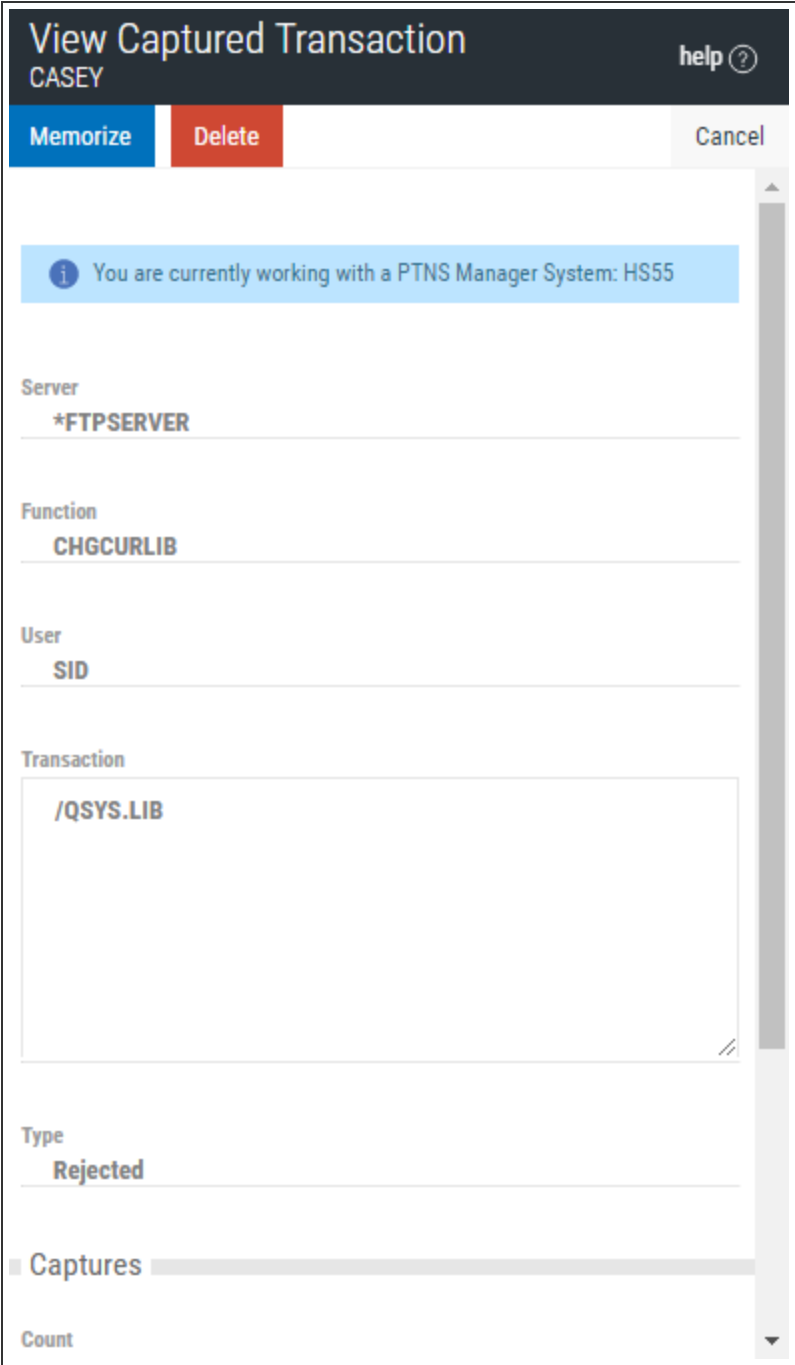 View Captured Transaction
CASEY
help ?
Memorize
Delete
Cancel
i You are currently working with a PTNS Manager System: HS55
Server
*FTPSERVER
Function
CHGCURLIB
User
SID
Transaction
/QSYS.LIB
Type
Rejected
Captures
Count